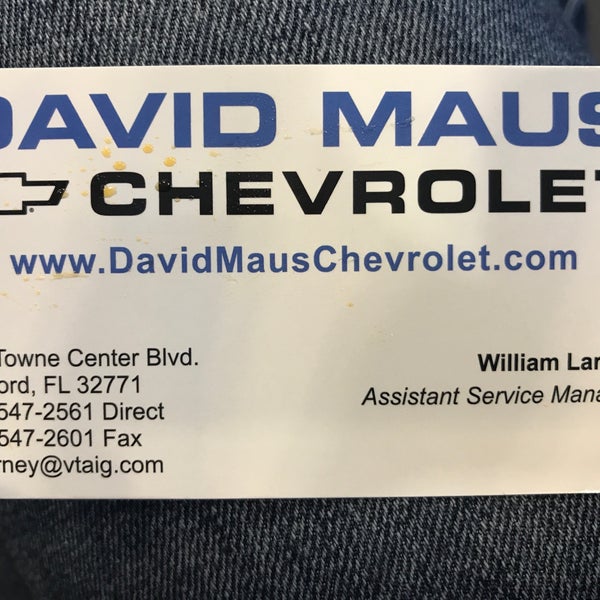 DAVID MAUS
CHEVROLET
www.DavidMausChevrolet.com
Towne Center Blvd.
ord, FL 32771
547-2561 Direct
547-2601 Fax
rney@vtaig.com
William Lar
Assistant Service Mana